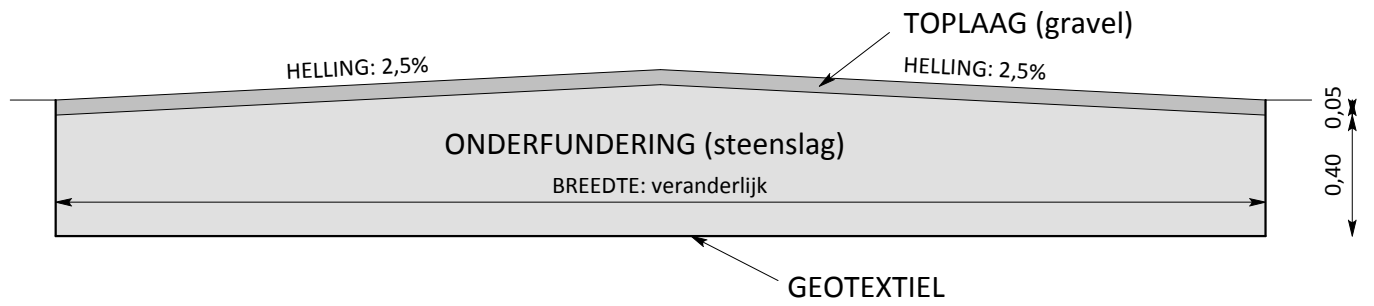 TOPLAAG (gravel)
HELLING: 2,5%
HELLING: 2,5%
0,05
ONDERFUNDERING (steenslag)
0,40
BREEDTE: veranderlijk
GEOTEXTIEL